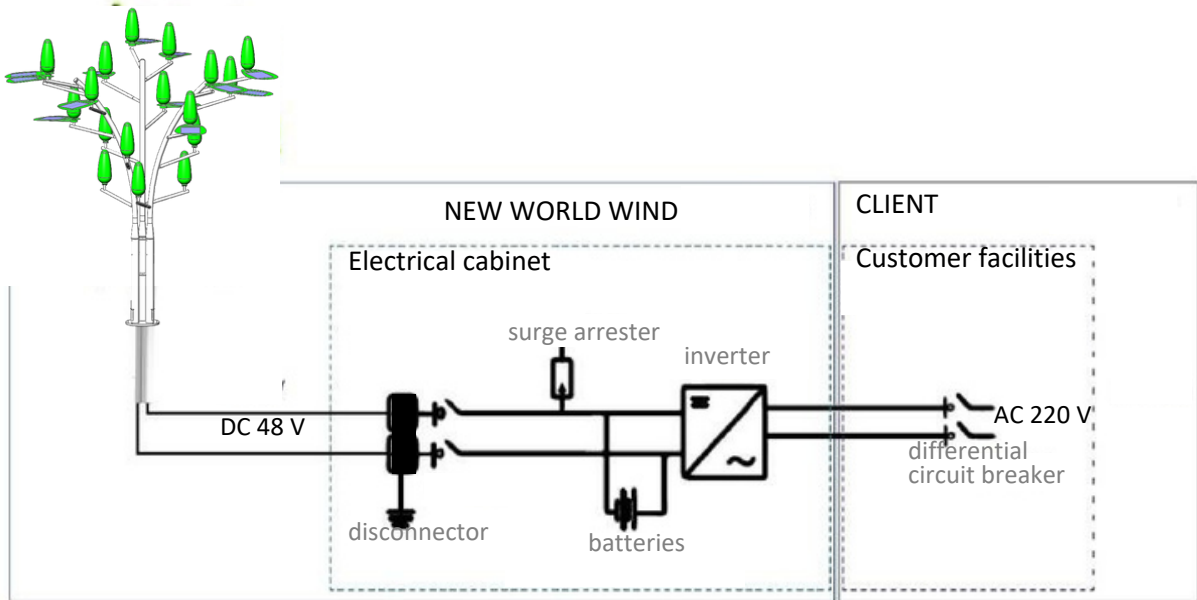 NEW WORLD WIND
CLIENT
Electrical cabinet
Customer facilities
surge arrester
inverter
DC 48 V
AC 220 V
differential
circuit breaker
disconnector
batteries